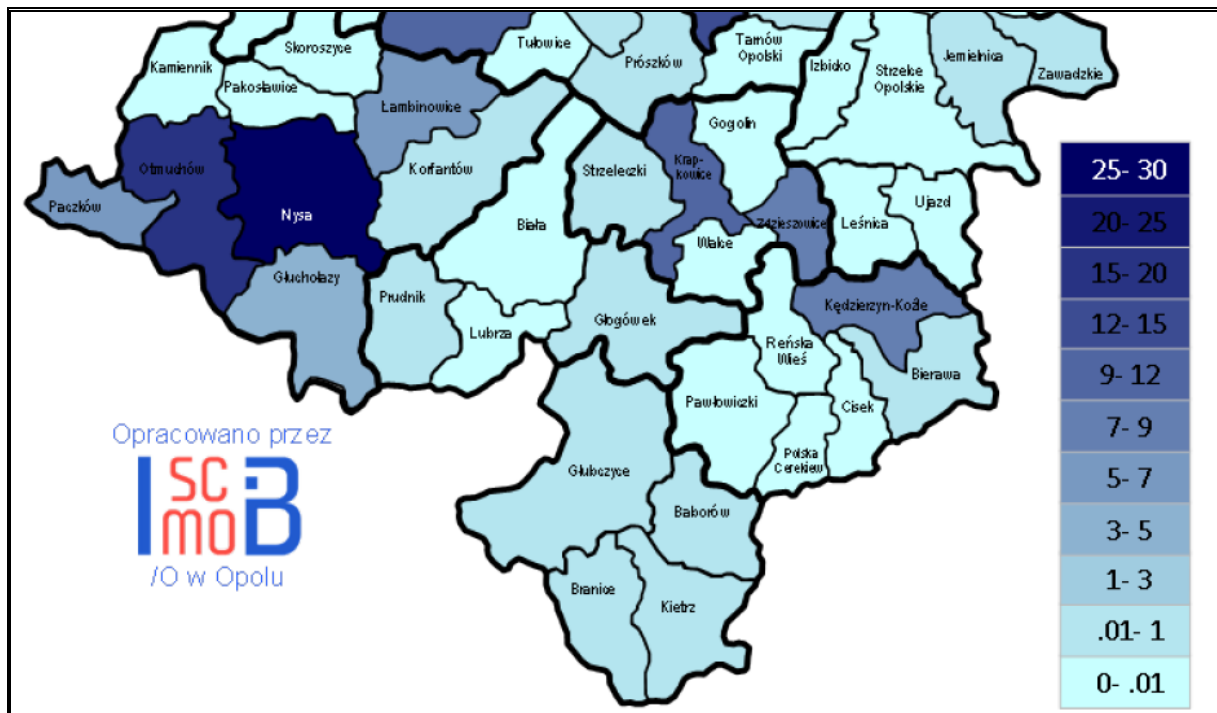 Skoroszyce
Tułowice
Tarnów
Opolski
Prószków
Izbicko
Strzelce
Opolskie
Jemielnica
Zawadzkie
Kamiennik
Pakosławice
Łambinowice
Gogolin
Otmuchów
Korfantów
Strzeleczki
Krap-
kowice
25- 30
20- 25
15- 20
12- 15
9- 12
7- 9
5- 7
3- 5
1- 3
.01- 1
0- .01
Paczków
Nysa
Biała
Zdzieszowice
Leśnica
Ujazd
Walce
Głuchołazy
Prudnik
Lubrza
Głogówek
Kędzierzyn-Koźle
Reńska
Wieś
Bierawa
Pawłowiczki
Cisek
Polska
Cerekiew
Opracowano przez
I SC B
MO
/O w Opolu
Głubczyce
Baborów
Branice
Kietrz